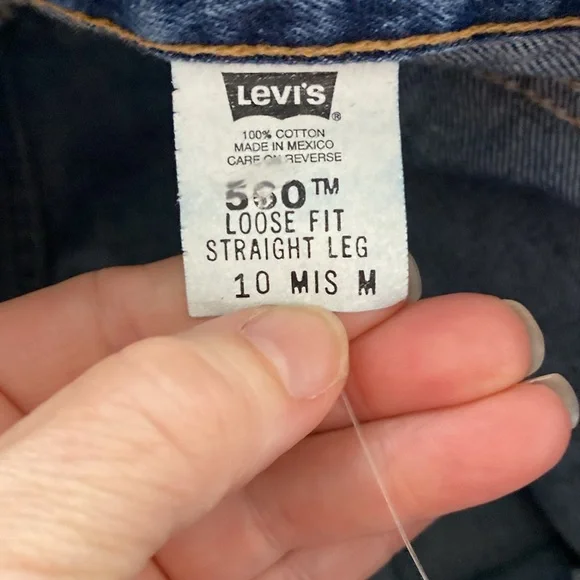 LEVI'S®
100% COTTON
MADE IN MEXICO
CARE ON REVERSE
560™
LOOSE FIT
STRAIGHT LEG
10 MIS M